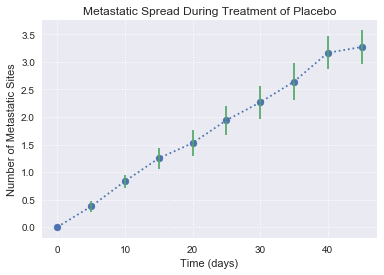 Metastatic Spread During Treatment of Placebo
Number of Metastatic Sites
3.5
3.0
2.5
2.0
1.5
1.0
0.5
0.0
0 10 20 30 40
Time (days)